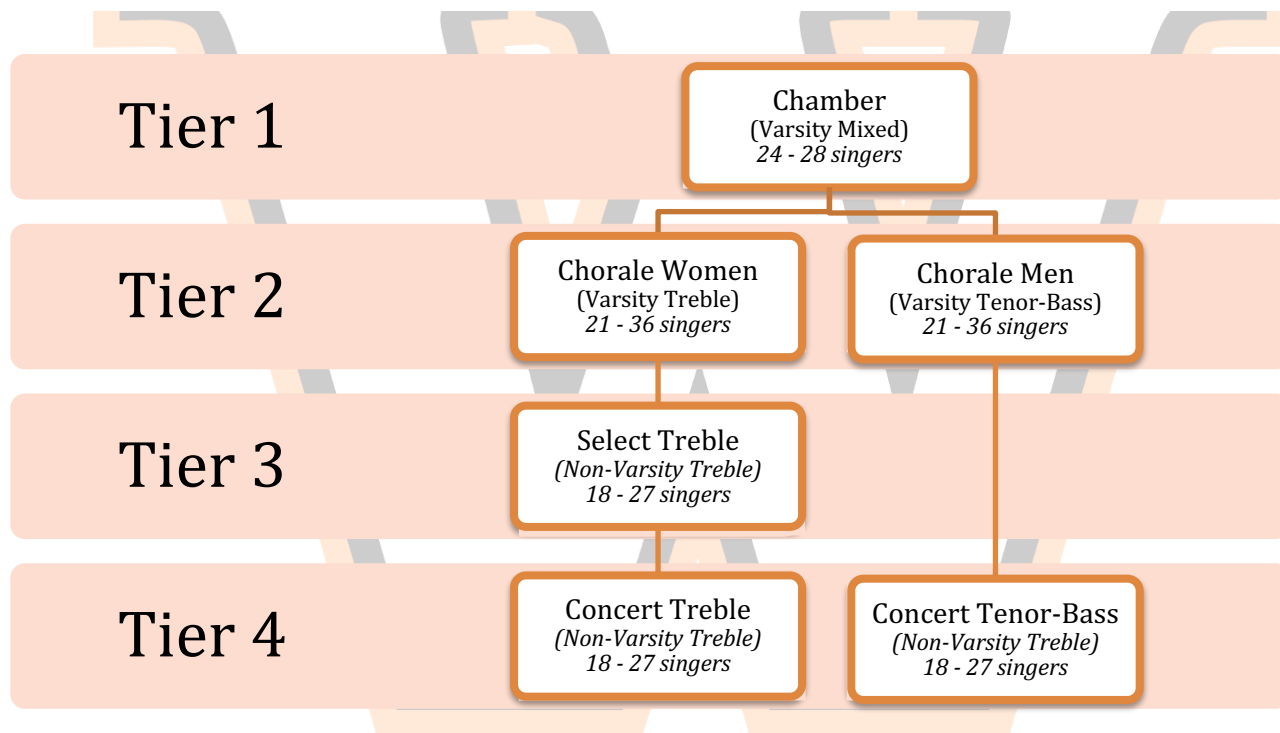 Tier 1
Chamber
(Varsity Mixed)
24 - 28 singers
Tier 2
Chorale Women
(Varsity Treble)
21 - 36 singers
Chorale Men
(Varsity Tenor-Bass)
21 - 36 singers
Tier 3
Select Treble
(Non-Varsity Treble)
18 - 27 singers
Tier 4
Concert Treble
(Non-Varsity Treble)
18 - 27 singers
Concert Tenor-Bass
(Non-Varsity Treble)
18 - 27 singers